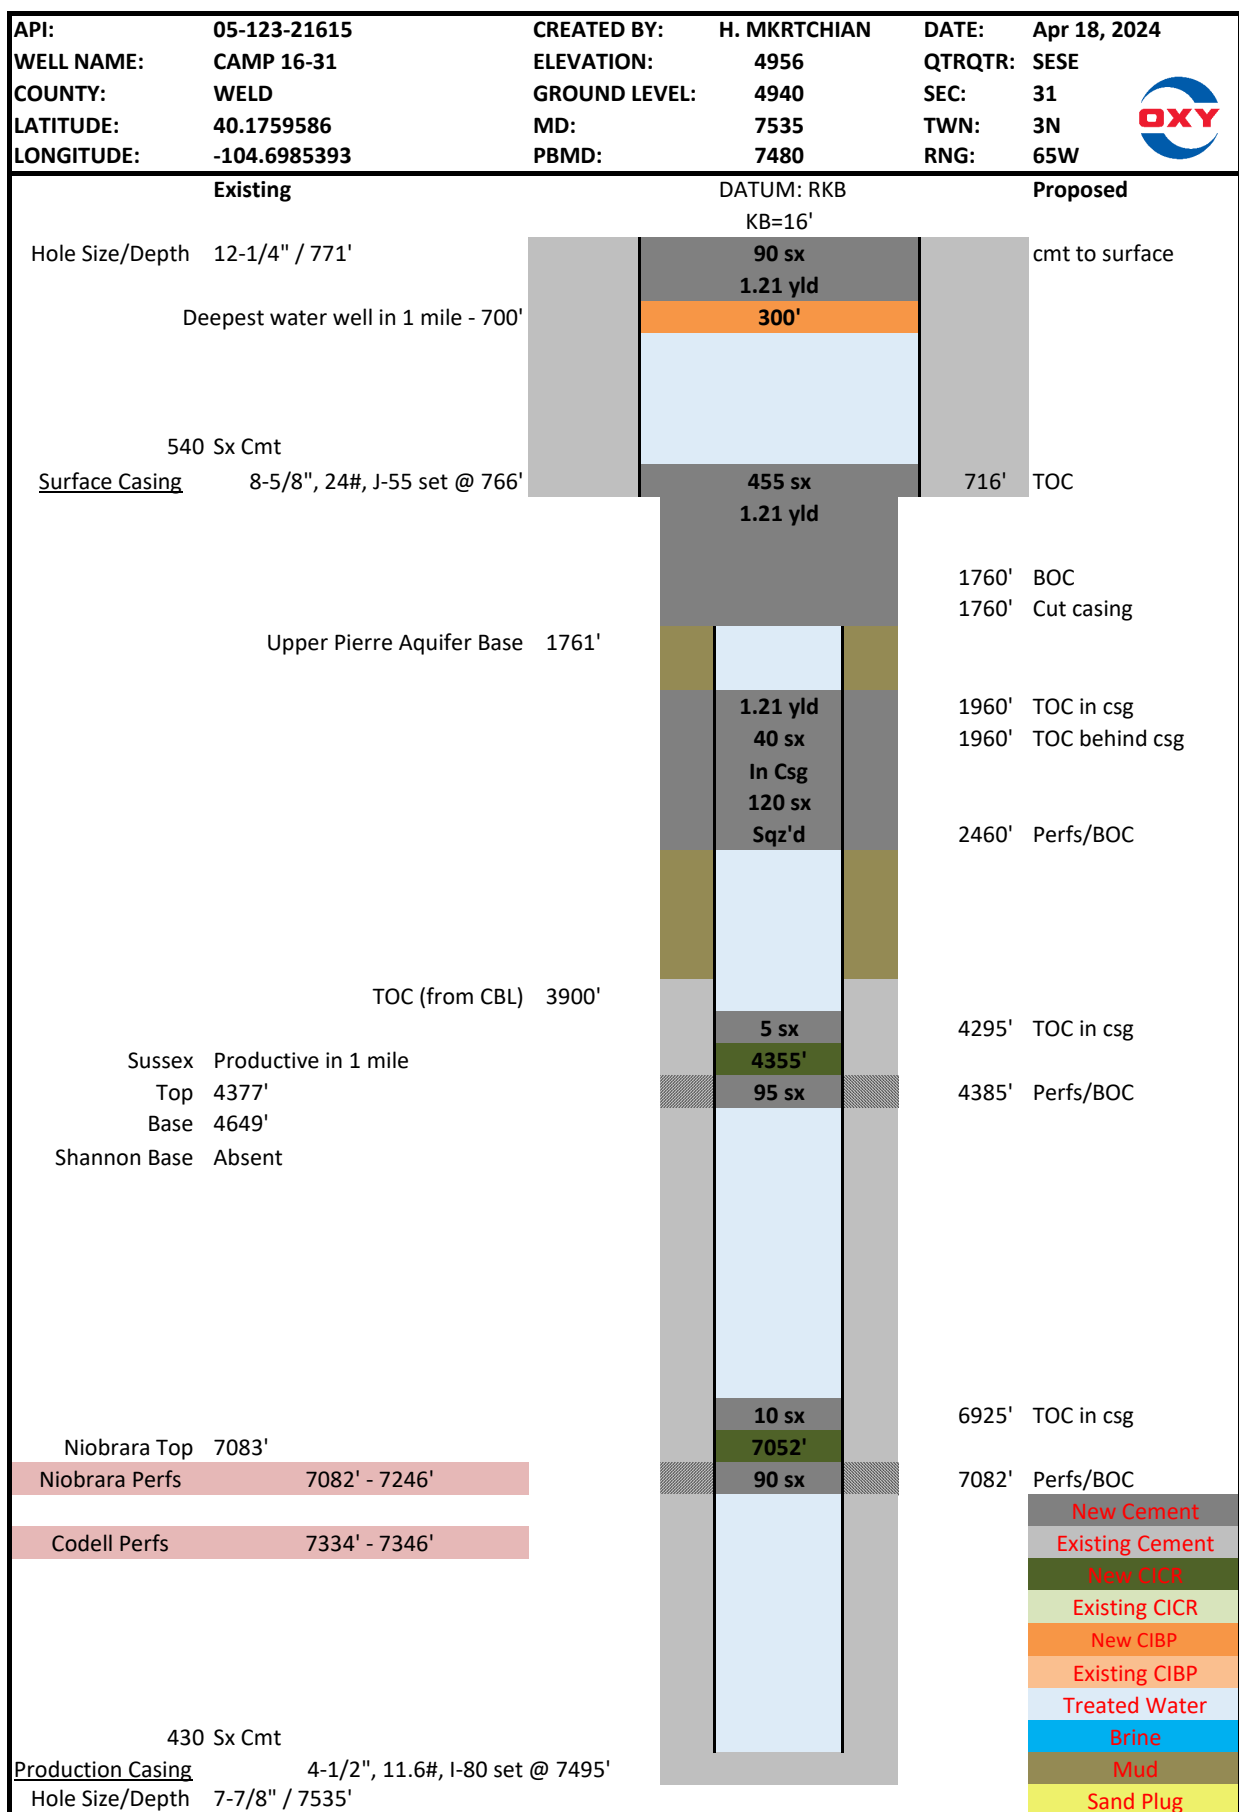 API: 05-123-21615 CREATED BY: H. MKRTCHIAN DATE: Apr 18, 2024
WELL NAME: CAMP 16-31 ELEVATION: 4956 QTRQTR: SESE
COUNTY: WELD GROUND LEVEL: 4940 SEC: 31
OXY
LATITUDE: 40.1759586 MD: 7535 TWN: 3N
LONGITUDE: -104.6985393 PBMD: 7480 RNG: 65W
Existing DATUM: RKB Proposed
KB=16'
Hole Size/Depth 12-1/4" / 771' 90 sx cmt to surface
1.21 yld
Deepest water well in 1 mile - 700' 300'
540 Sx Cmt
Surface Casing 8-5/8", 24#, J-55 set @ 766' 455 sx 716' TOC
1.21 yld
1760' BOC
1760' Cut casing
Upper Pierre Aquifer Base 1761'
1.21 yld 1960' TOC in csg
40 sx 1960' TOC behind csg
In Csg
120 sx
Sqz'd 2460' Perfs/BOC
TOC (from CBL) 3900'
5 sx 4295' TOC in csg
Sussex Productive in 1 mile 4355'
Top 4377' 95 sx 4385' Perfs/BOC
Base 4649'
Shannon Base Absent
10 sx 6925' TOC in csg
Niobrara Top 7083' 7052'
Niobrara Perfs 7082' - 7246' 90 sx 7082' Perfs/BOC
New Cement
Codell Perfs 7334' - 7346' Existing Cement
New CICR
Existing CICR
New CIBP
Existing CIBP
Treated Water
430 Sx Cmt Brine
Production Casing 4-1/2", 11.6#, I-80 set @ 7495' Mud
Hole Size/Depth 7-7/8" / 7535' Sand Plug